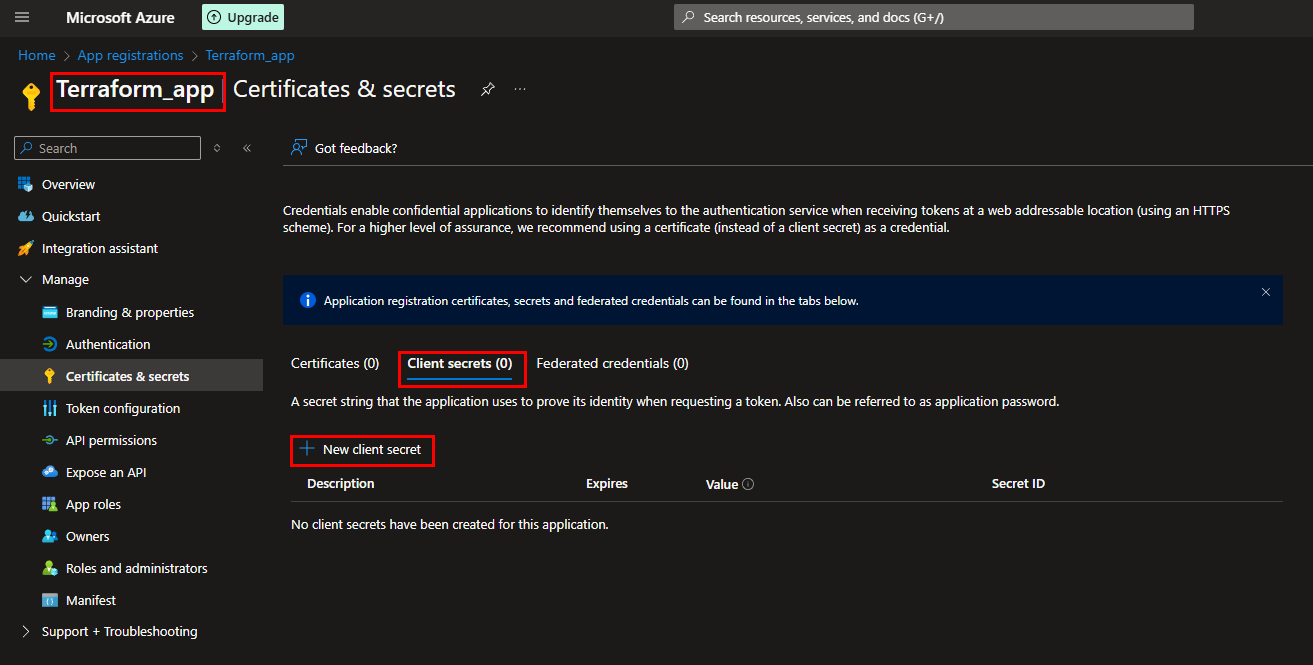 Microsoft Azure
Upgrade
Search resources, services, and docs (G+/)
Home > App registrations > Terraform_app
Terraform_app | Certificates & secrets
Search
Got feedback?
Overview
Quickstart
Integration assistant
Manage
Branding & properties
Authentication
Certificates & secrets
Token configuration
API permissions
Expose an API
App roles
Owners
Roles and administrators
Manifest
Support + Troubleshooting
Credentials enable confidential applications to identify themselves to the authentication service when receiving tokens at a web addressable location (using an HTTPS
scheme). For a higher level of assurance, we recommend using a certificate (instead of a client secret) as a credential.
Application registration certificates, secrets and federated credentials can be found in the tabs below.
Certificates (0) Client secrets (0) Federated credentials (0)
A secret string that the application uses to prove its identity when requesting a token. Also can be referred to as application password.
New client secret
Description Expires Value Secret ID
No client secrets have been created for this application.